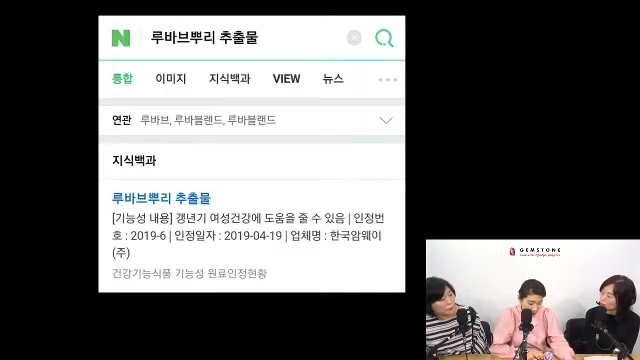 루바브뿌리 추출물
통합 이미지 지식백과 VIEW 뉴스
연관 루바브, 루바블렌드, 루바블랜드
지식백과
루바브뿌리 추출물
[기능성 내용] 갱년기 여성건강에 도움을 줄 수 있음 | 인정번
호 : 2019-6 | 인정일자 : 2019-04-19 | 업체명 : 한국암웨이
(주)
건강기능식품 기능성 원료인정현황
GEMSTONE